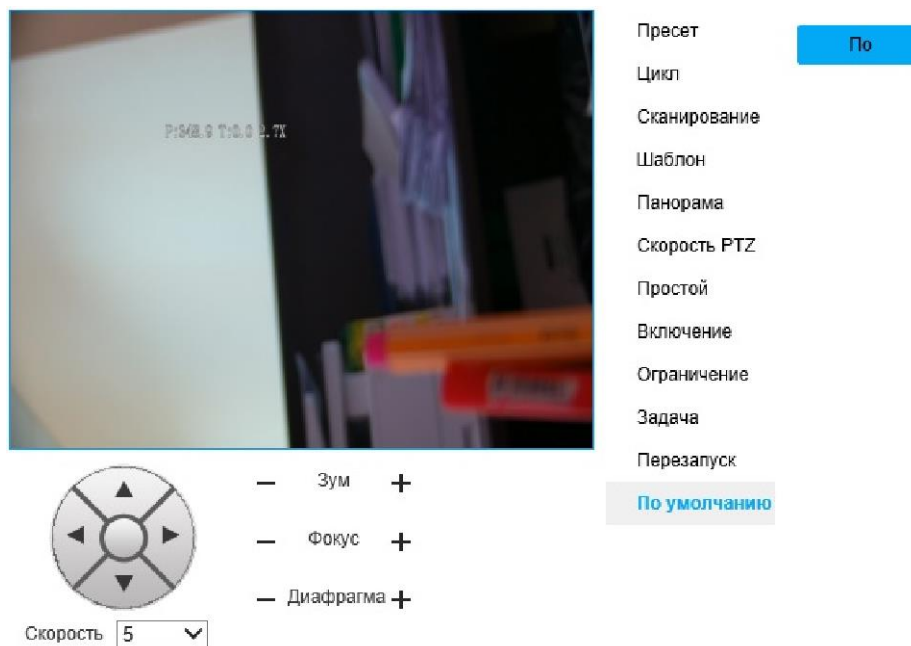 Пресет
По
Цикл
Сканирование
Шаблон
Панорама
Скорость PTZ
Простой
Включение
Ограничение
Задача
Перезапуск
По умолчанию
Зум
Фокус
Диафрагма
Скорость 5